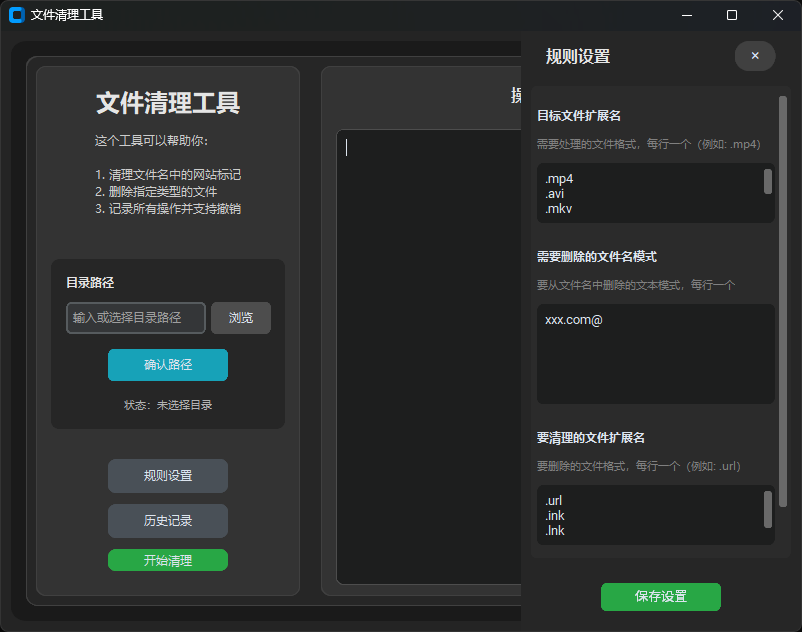 文件清理工具
文件清理工具
这个工具可以帮助你:
1. 清理文件名中的网站标记
2. 删除指定类型的文件
3. 记录所有操作并支持撤销
目录路径
输入或选择目录路径
浏览
确认路径
状态: 未选择目录
规则设置
历史记录
开始清理
规则设置
×
目标文件扩展名
需要处理的文件格式，每行一个（例如: .mp4）
.mp4
.avi
.mkv
需要删除的文件名模式
要从文件名中删除的文本模式，每行一个
xxx.com@
要清理的文件扩展名
要删除的文件格式，每行一个（例如: .url）
.url
.ink
.lnk
保存设置